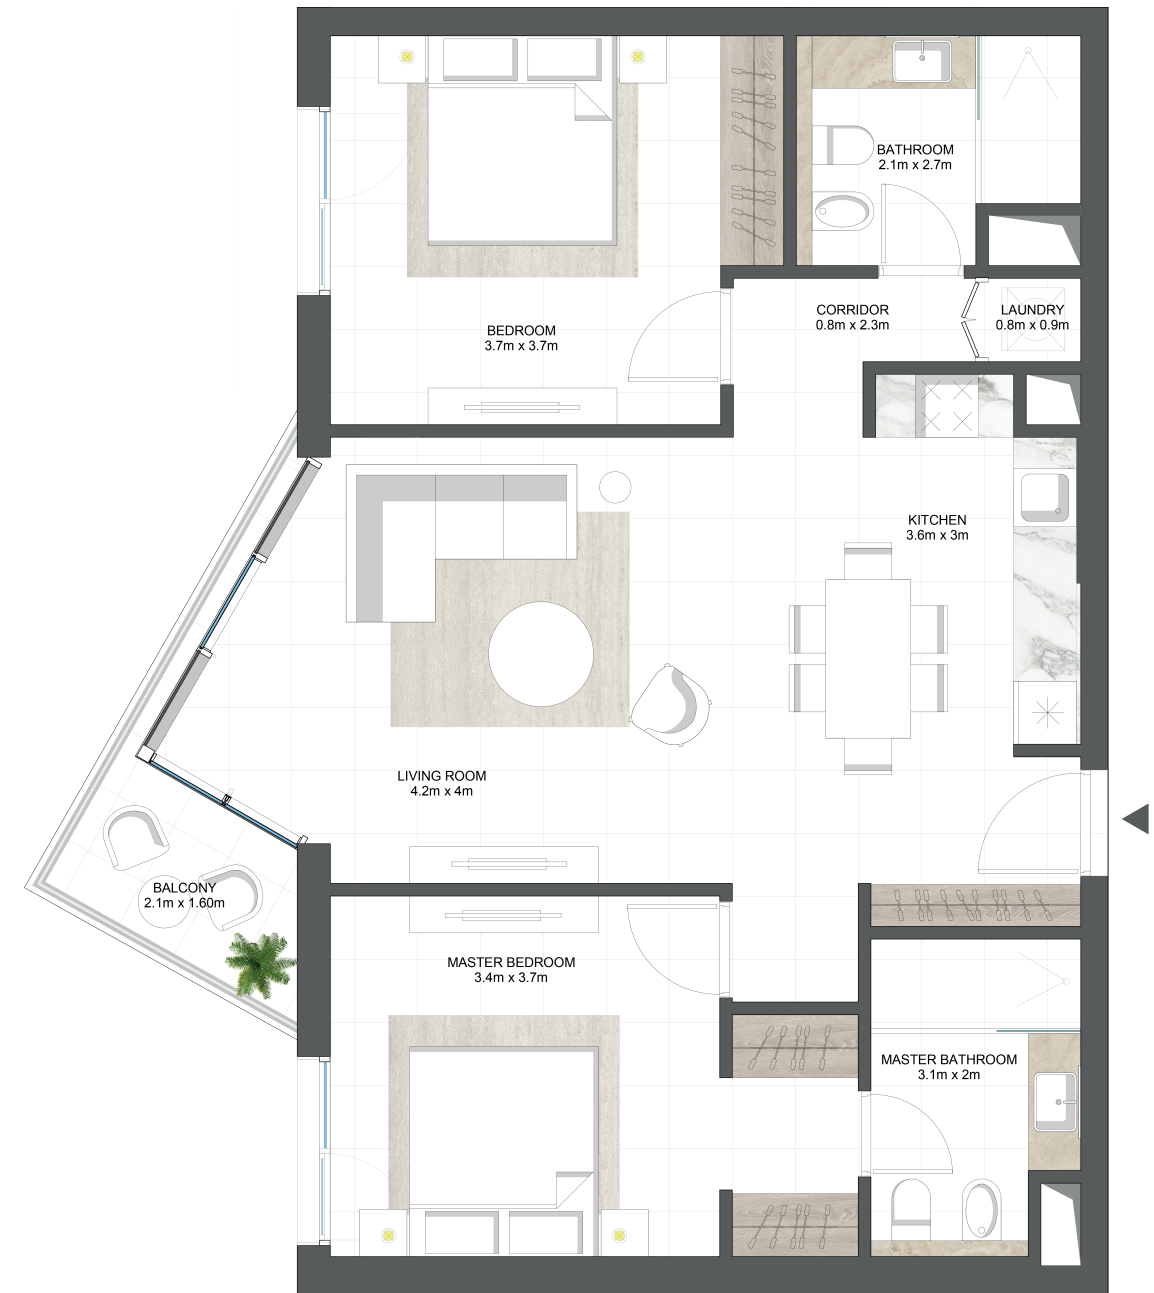 BATHROOM
2.1m x 2.7m
CORRIDOR
0.8m x 2.3m
LAUNDRY
0.8m x 0.9m
BEDROOM
3.7m x 3.7m
KITCHEN
3.6m x 3m
LIVING ROOM
4.2m x 4m
BALCONY
2.1m x 1.60m
MASTER BEDROOM
3.4m x 3.7m
MASTER BATHROOM
3.1m x 2m